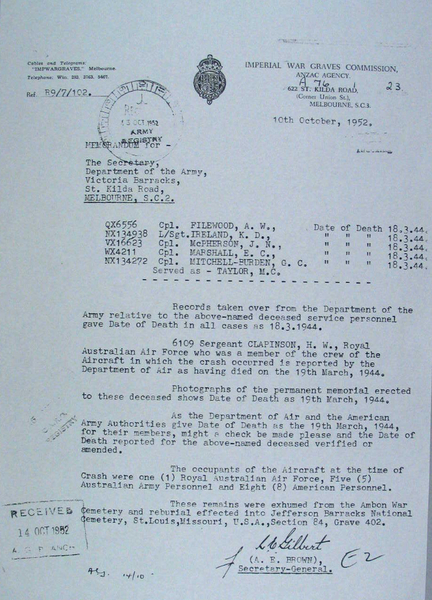 Cables and Telegrams:
"IMPWARGRAVES," Melbourne.
Ref. R9/7/102.
IMPERIAL WAR GRAVES COMMISSION,
ANZAC AGENCY.
A 76 23
622 ST. KILDA ROAD,
(Corner Union St.),
MELBOURNE, S.C.3.
10th October, 1952.
OCT 1952
ARMY
REGISTRY
MEMORANDUM for -
The Secretary,
Department of the Army,
Victoria Barracks,
St. Kilda Road,
MELBOURNE, S.C.2.
QX6556 Cpl. FILEWOOD, A.W., Date of Death 18.3.44.
NX134938 L/Sgt. IRELAND, K.D., " " " 18.3.44.
VX16623 Cpl. McPHERSON, J.N., " " " 18.3.44.
WX4211 Cpl. MARSHALL, E.C., " " " 18.3.44.
NX134272 Cpl. MITCHELL-BURDEN, G.C. " " " 18.3.44.
Served as - TAYLOR, M.C.
Records taken over from the Department of the
Army relative to the above-named deceased service personnel
gave Date of Death in all cases as 18.3.1944.
6109 Sergeant CLAPINSON, H.W., Royal
Australian Air Force who was a member of the crew of the
Aircraft in which the crash occurred is reported by the
Department of Air as having died on the 19th March, 1944.
Photographs of the permanent memorial erected
to these deceased shows Date of Death as 19th March, 1944.
As the Department of Air and the American
Army Authorities give Date of Death as the 19th March, 1944,
for their members, might a check be made please and the Date of
Death reported for the above-named deceased verified or
amended.
The occupants of the Aircraft at the time of
Crash were one (1) Royal Australian Air Force, Five (5)
Australian Army Personnel and Eight (8) American Personnel.
These remains were exhumed from the Ambon War
Cemetery and reburial effected into Jefferson Barracks National
Cemetery, St.Louis,Missouri, U.S.A.,Section 84, Grave 402.
RECEIVED
14 OCT 1952
Gilbert
(A. E. BROWN),
Secretary-General.
E2
14/10